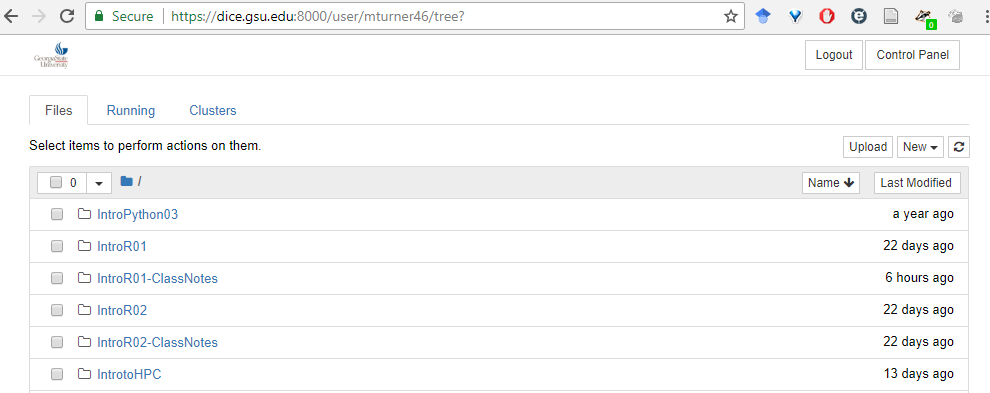 Secure https://dice.gsu.edu:8000/user/mturner46/tree?
0
GeorgiaState
University
Logout Control Panel
Files Running Clusters
Select items to perform actions on them.
Upload New
0 / Name Last Modified
IntroPython03 a year ago
IntroR01 22 days ago
IntroR01-ClassNotes 6 hours ago
IntroR02 22 days ago
IntroR02-ClassNotes 22 days ago
IntrotoHPC 13 days ago